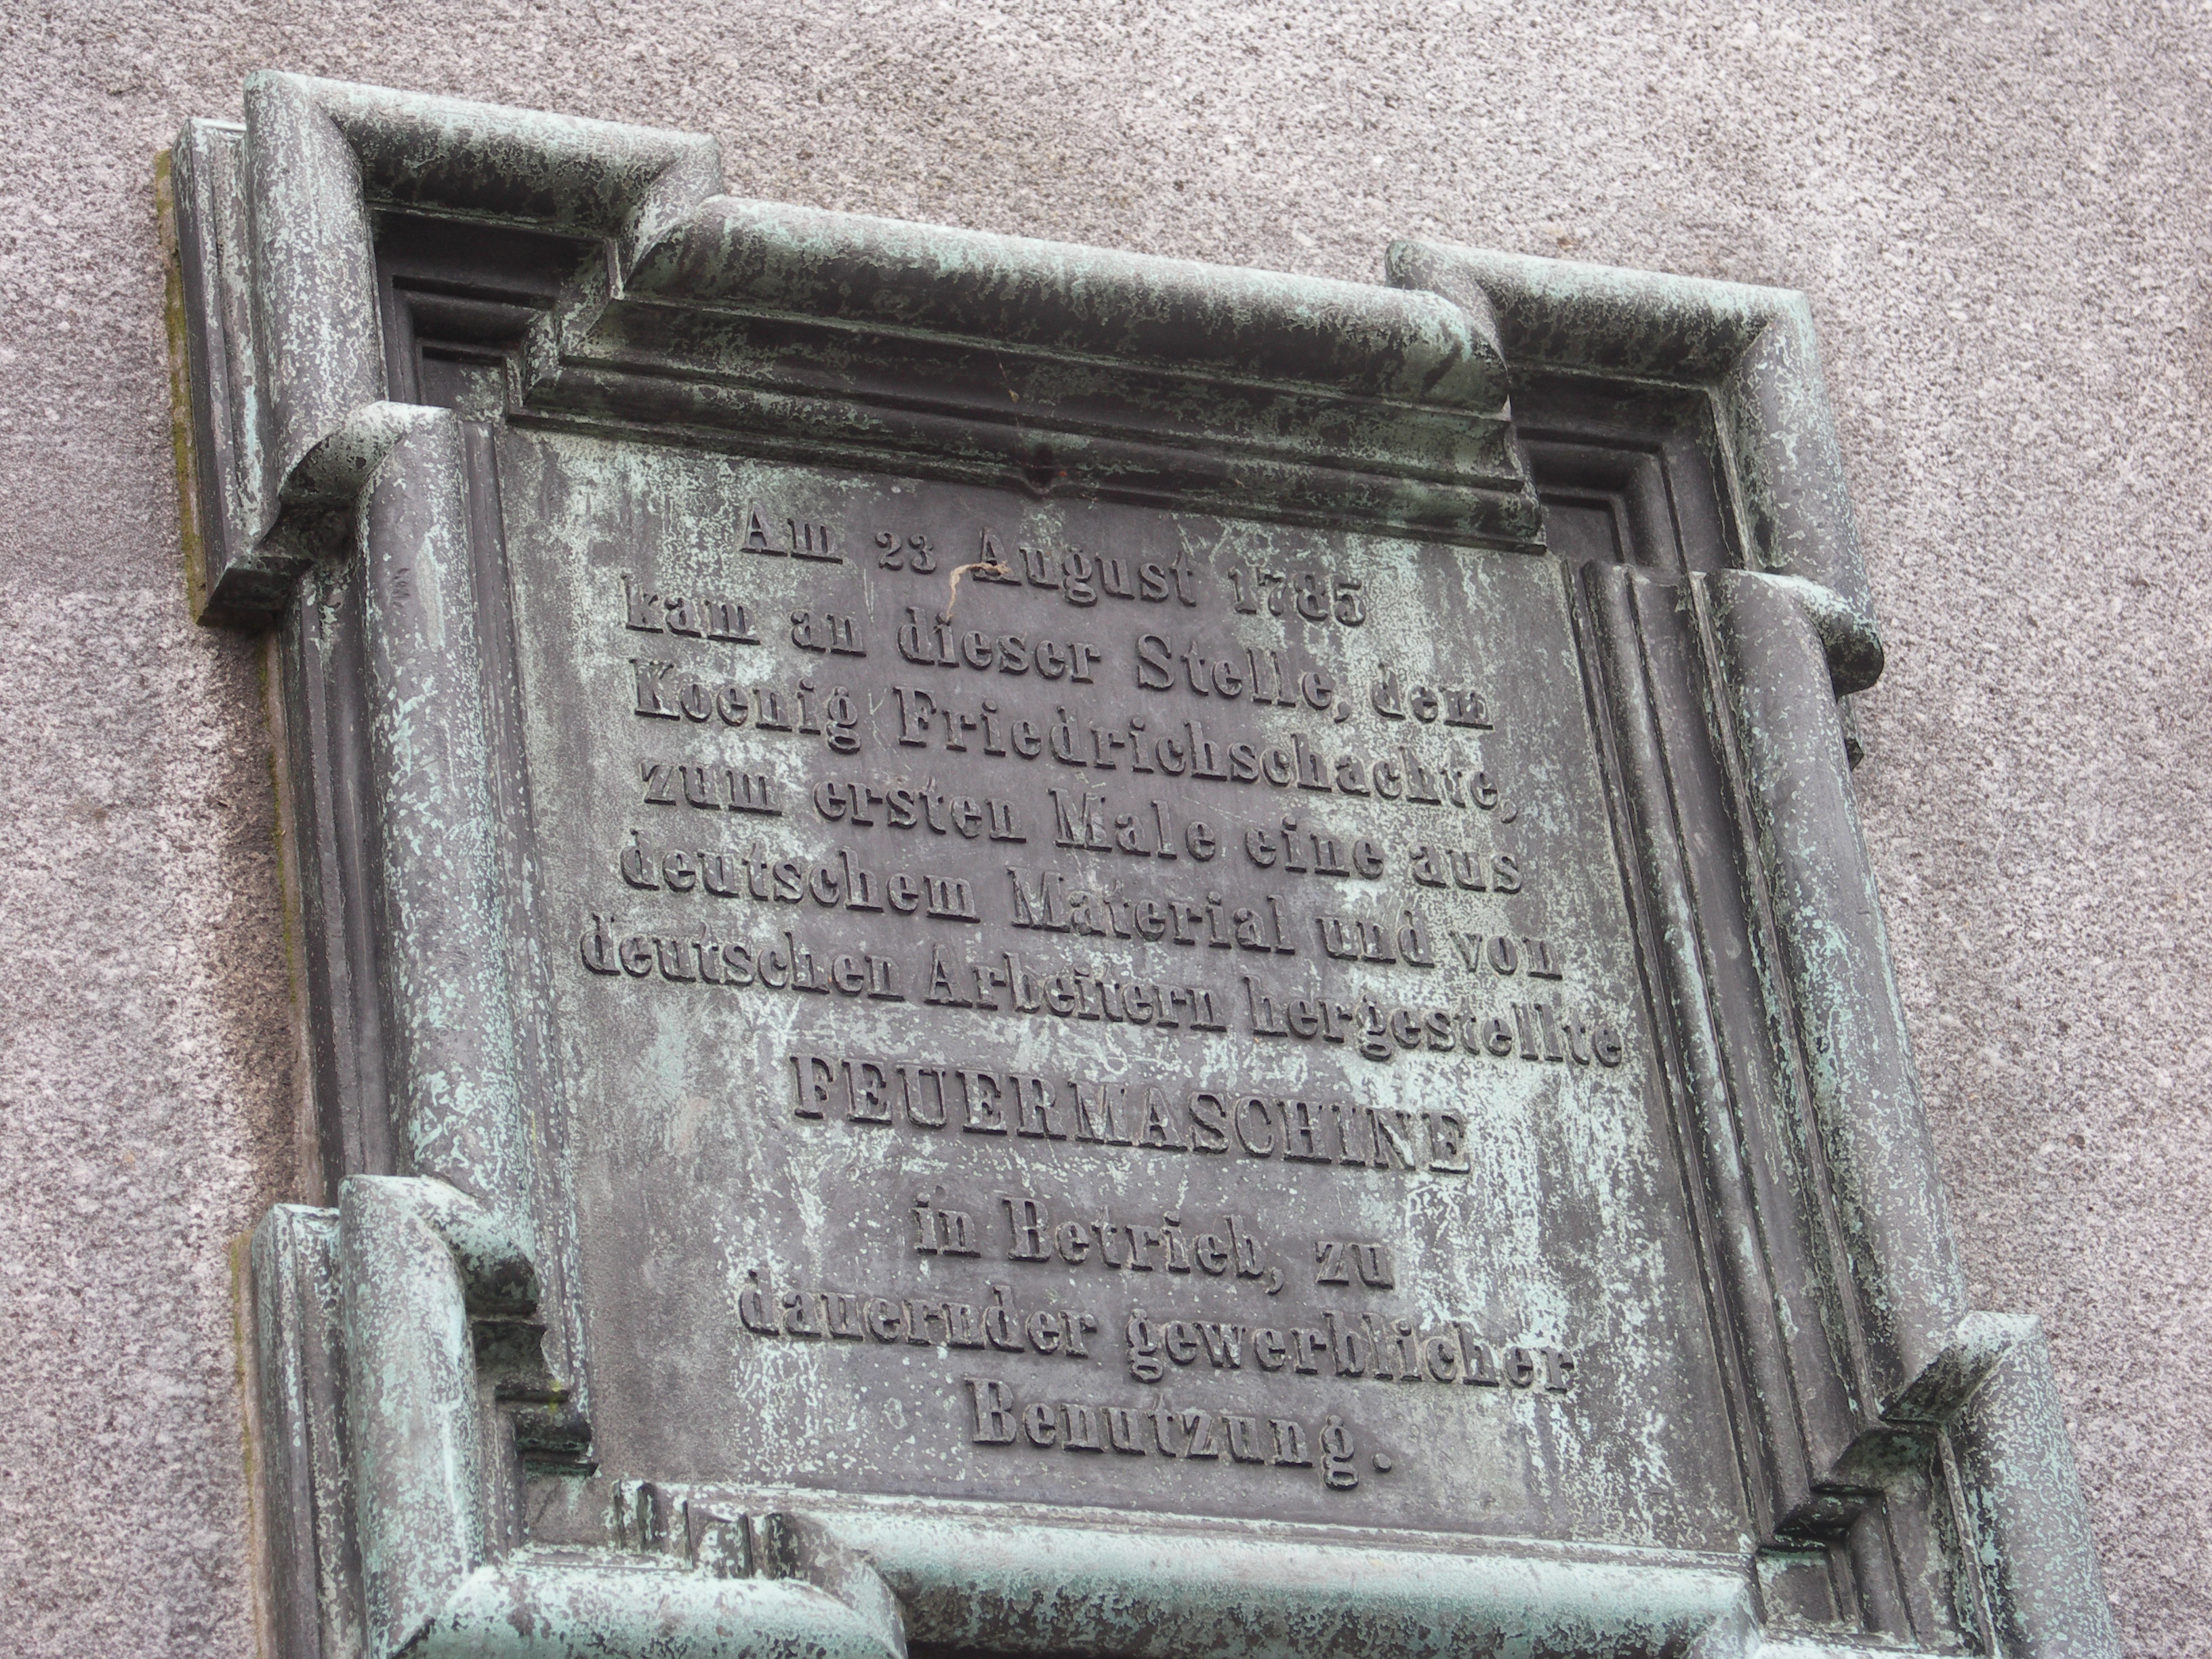 Am 23 August 1785
kam an dieser Stelle, dem
Koenig Friedrichschachte,
zum ersten Male eine aus
deutschem Material und von
deutschen Arbeitern hergestellte
FEUERMASCHINE
in Betrieb, zu
dauernder gewerblicher
Benutzung.